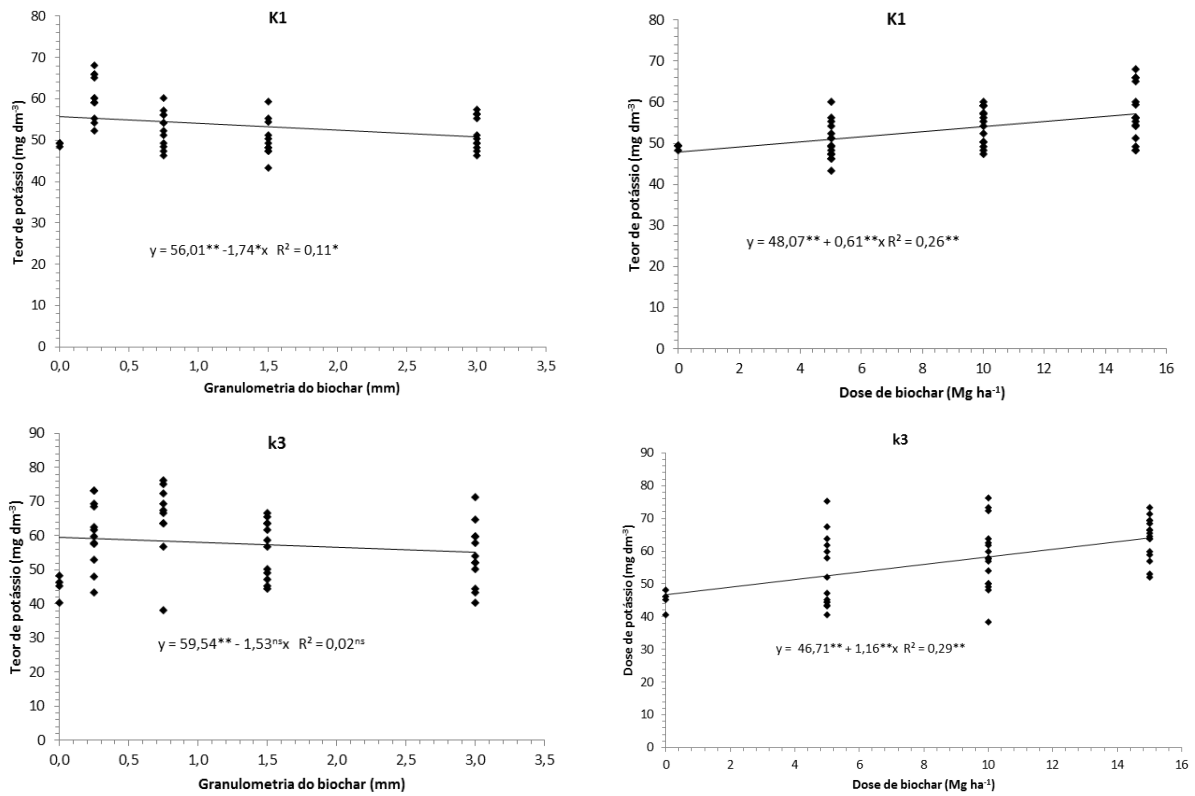 K1
80
70
60
50
40
30
20
10
0
Teor de potássio (mg dm⁻³)
y = 56,01** -1,74*x R² = 0,11*
0,0 0,5 1,0 1,5 2,0 2,5 3,0 3,5
Granulometria do biochar (mm)
K1
80
70
60
50
40
30
20
10
0
Teor de potássio (mg dm⁻³)
y = 48,07** + 0,61**x R² = 0,26**
0 2 4 6 8 10 12 14 16
Dose de biochar (Mg ha⁻¹)
k3
90
80
70
60
50
40
30
20
10
0
Teor de potássio (mg dm⁻³)
y = 59,54** - 1,53ⁿˢx R² = 0,02ⁿˢ
0,0 0,5 1,0 1,5 2,0 2,5 3,0 3,5
Granulometria do biochar (mm)
k3
90
80
70
60
50
40
30
20
10
0
Dose de potássio (mg dm⁻³)
y = 46,71** + 1,16**x R² = 0,29**
0 2 4 6 8 10 12 14 16
Dose de biochar (Mg ha⁻¹)